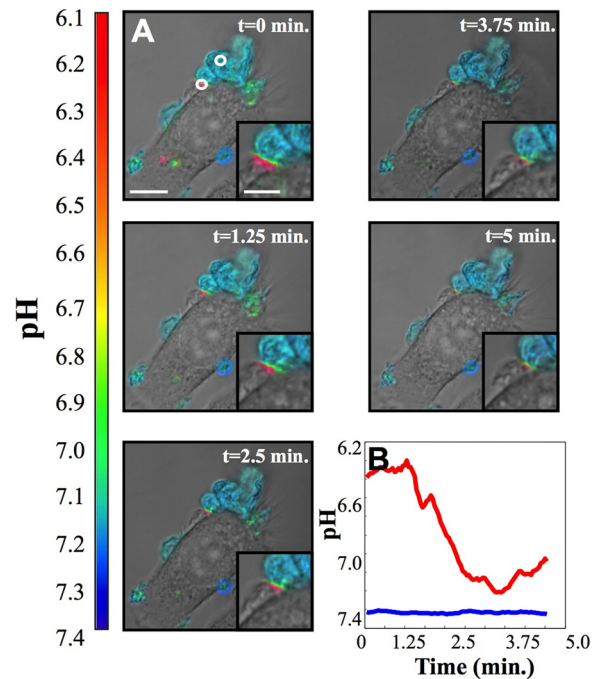 pH
6.1
6.2
6.4
6.5
6.6
6.7
6.8
6.9
7.0
7.1
7.2
7.3
7.4
A
t=0 min.
t=3.75 min.
t=1.25 min.
t=5 min.
t=2.5 min.
B
pH
6.2
6.6
7.0
7.4
0 1.25 2.5 3.75 5.0
Time (min.)